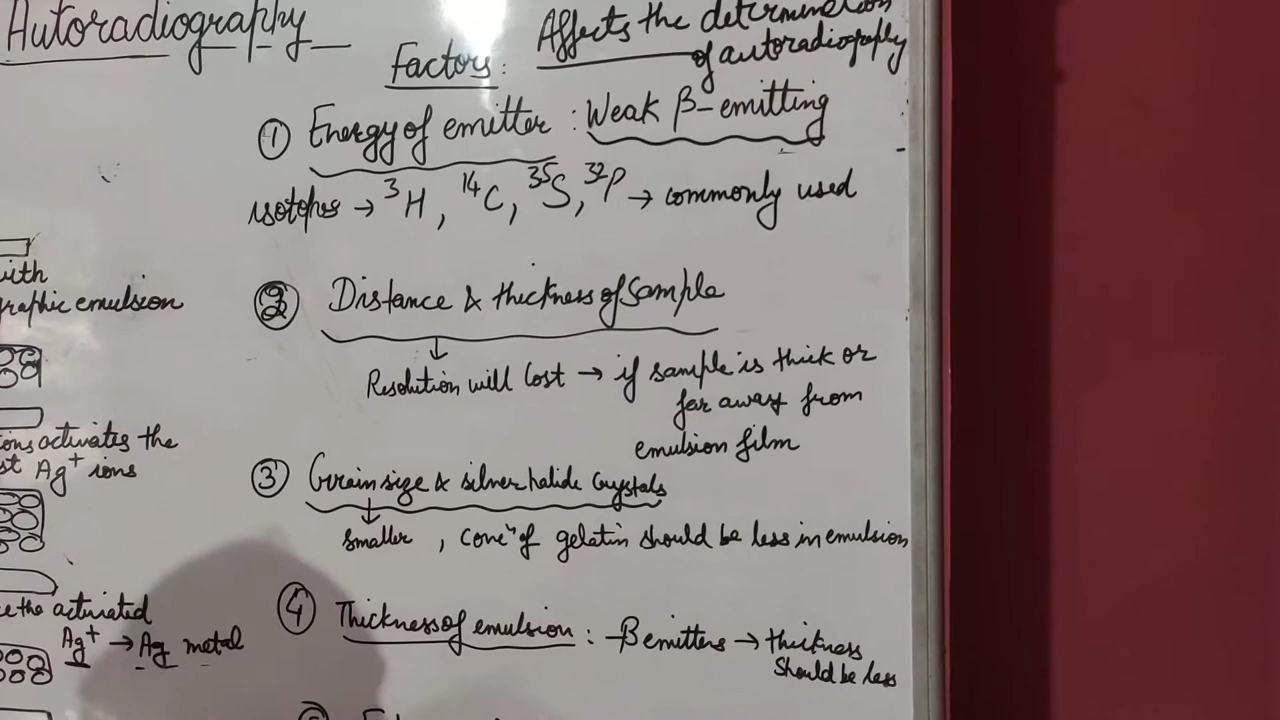 Autoradiography
Affects the determination
Factors: of autoradiography
① Energy of emitter : Weak β- emitting
isotopes → ³H, ¹⁴C, ³⁵S, ³²P → commonly used
② Distance & thickness of Sample
↓
Resolution will Lost → if sample is thick or
far away from
emulsion film
③ Grain size & silver halide Crystals
↓
smaller , concⁿ of gelatin should be less in emulsion
④ Thickness of emulsion : -β emitters → thickness
Should be less
with
raphic emulsion
ons activates the
st Ag⁺ ions
e the activated
Ag⁺ → Ag metal